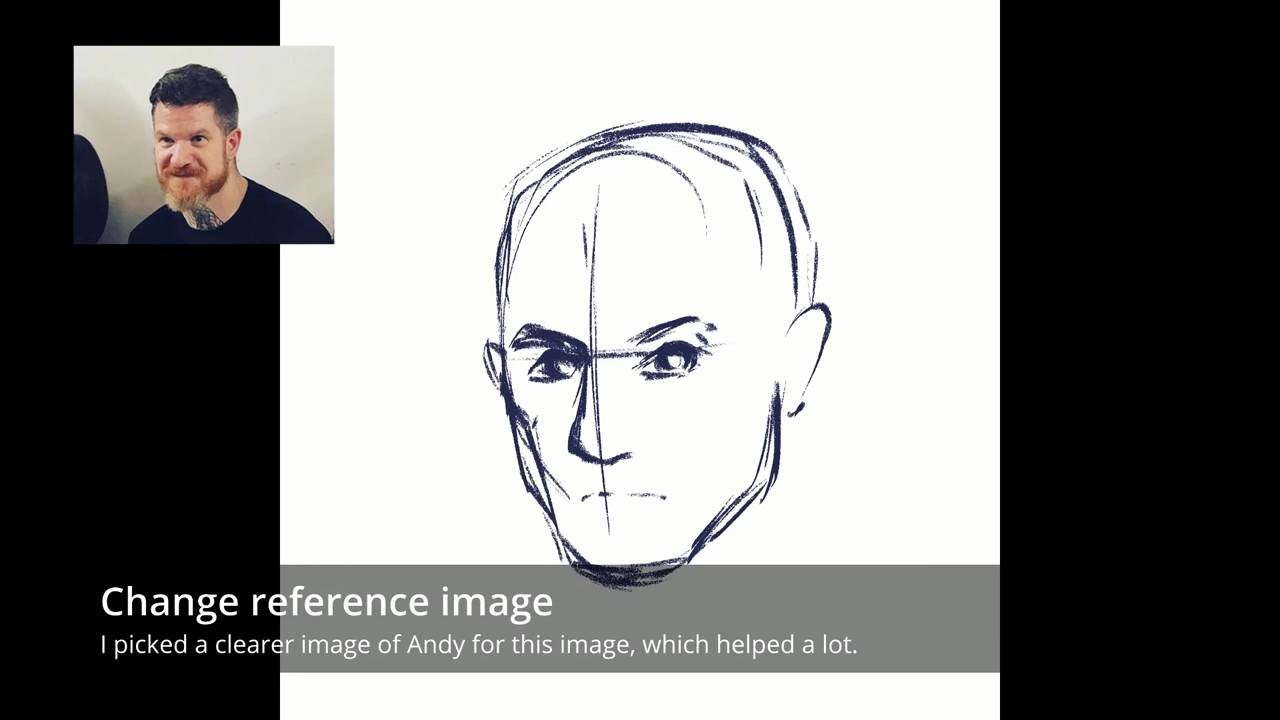 Change reference image
I picked a clearer image of Andy for this image, which helped a lot.